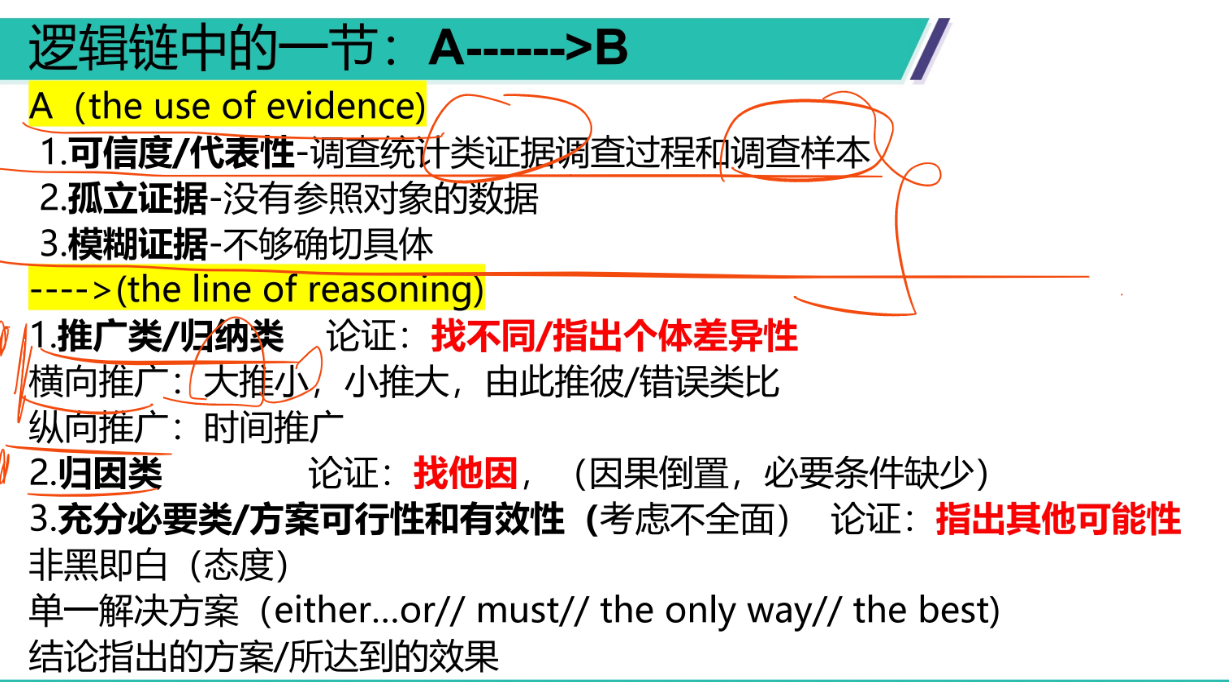 逻辑链中的一节：A------>B
A（the use of evidence)
1.可信度/代表性-调查统计类证据调查过程和调查样本
2.孤立证据-没有参照对象的数据
3.模糊证据-不够确切具体
---->(the line of reasoning)
1.推广类/归纳类 论证：找不同/指出个体差异性
横向推广：大推小，小推大，由此推彼/错误类比
纵向推广：时间推广
2.归因类 论证：找他因，（因果倒置，必要条件缺少）
3.充分必要类/方案可行性和有效性（考虑不全面） 论证：指出其他可能性
非黑即白（态度）
单一解决方案（either…or// must// the only way// the best)
结论指出的方案/所达到的效果